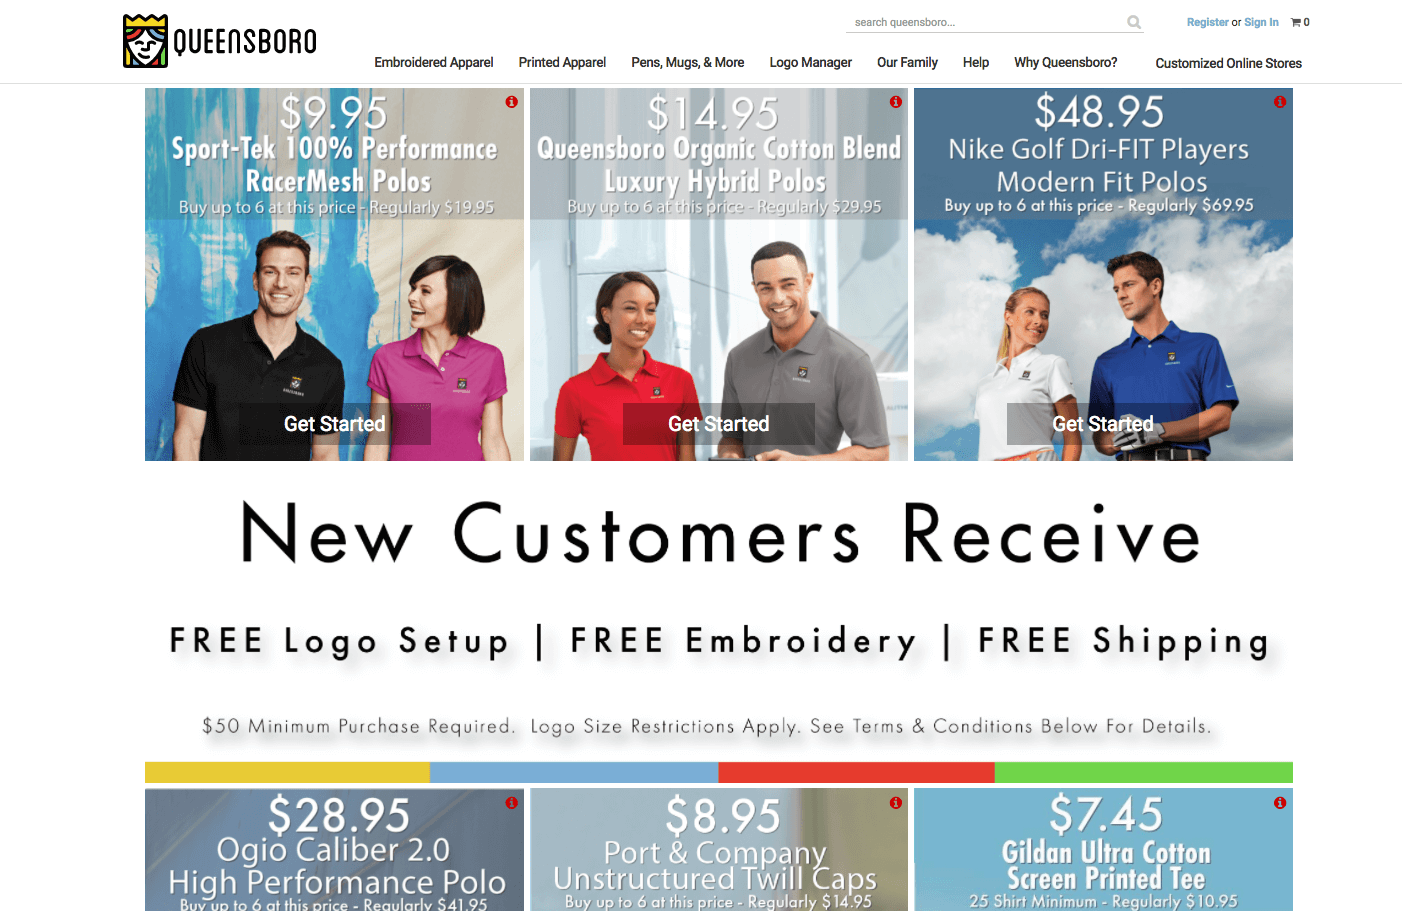 QUEENSBORO
search queensboro...
Register or Sign In
0
Embroidered Apparel
Printed Apparel
Pens, Mugs, & More
Logo Manager
Our Family
Help
Why Queensboro?
Customized Online Stores
$9.95
Sport-Tek 100% Performance
RacerMesh Polos
Buy up to 6 at this price - Regularly $19.95
Get Started
$14.95
Queensboro Organic Cotton Blend
Luxury Hybrid Polos
Buy up to 6 at this price - Regularly $29.95
Get Started
$48.95
Nike Golf Dri-FIT Players
Modern Fit Polos
Buy up to 6 at this price - Regularly $69.95
Get Started
New Customers Receive
FREE Logo Setup | FREE Embroidery | FREE Shipping
$50 Minimum Purchase Required. Logo Size Restrictions Apply. See Terms & Conditions Below For Details.
$28.95
Ogio Caliber 2.0
High Performance Polo
Buy up to 6 at this price - Regularly $41.95
$8.95
Port & Company
Unstructured Twill Caps
Buy up to 6 at this price - Regularly $14.95
$7.45
Gildan Ultra Cotton
Screen Printed Tee
25 Shirt Minimum - Regularly $10.95